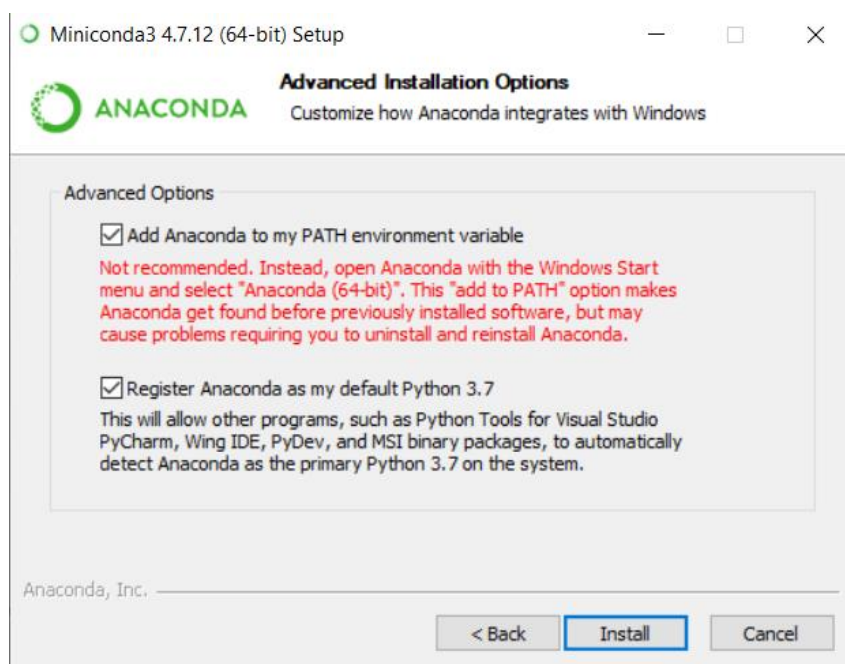 Miniconda3 4.7.12 (64-bit) Setup
Advanced Installation Options
ANACONDA
Customize how Anaconda integrates with Windows
Advanced Options
Add Anaconda to my PATH environment variable
Not recommended. Instead, open Anaconda with the Windows Start
menu and select "Anaconda (64-bit)". This "add to PATH" option makes
Anaconda get found before previously installed software, but may
cause problems requiring you to uninstall and reinstall Anaconda.
Register Anaconda as my default Python 3.7
This will allow other programs, such as Python Tools for Visual Studio
PyCharm, Wing IDE, PyDev, and MSI binary packages, to automatically
detect Anaconda as the primary Python 3.7 on the system.
Anaconda, Inc.
< Back Install Cancel